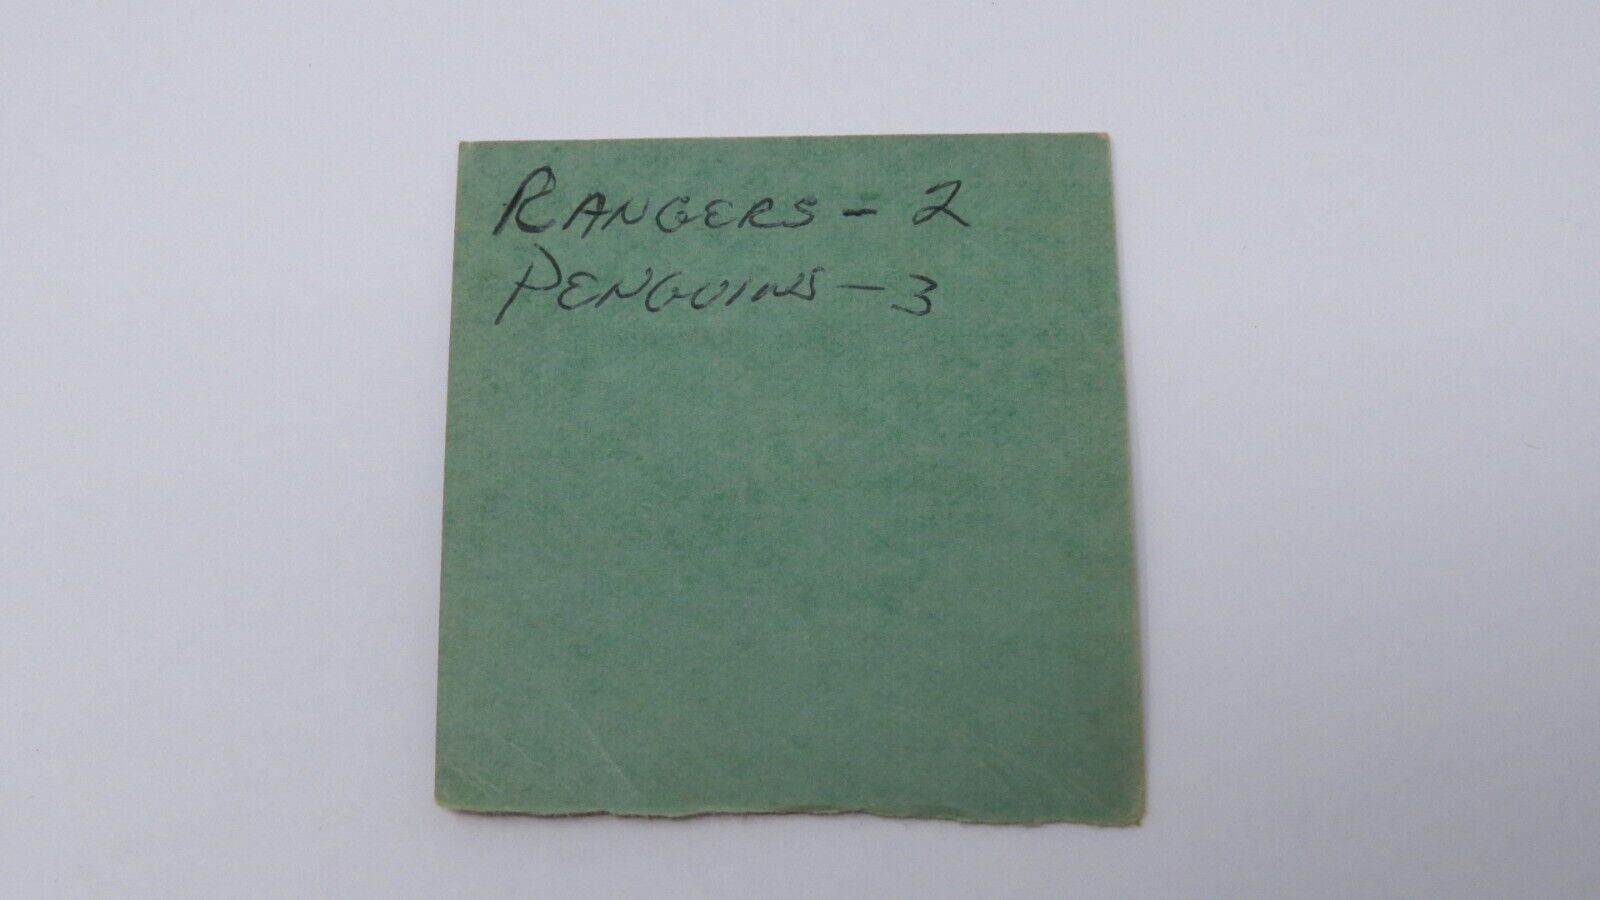 RANGERS - 2
PENGUINS - 3